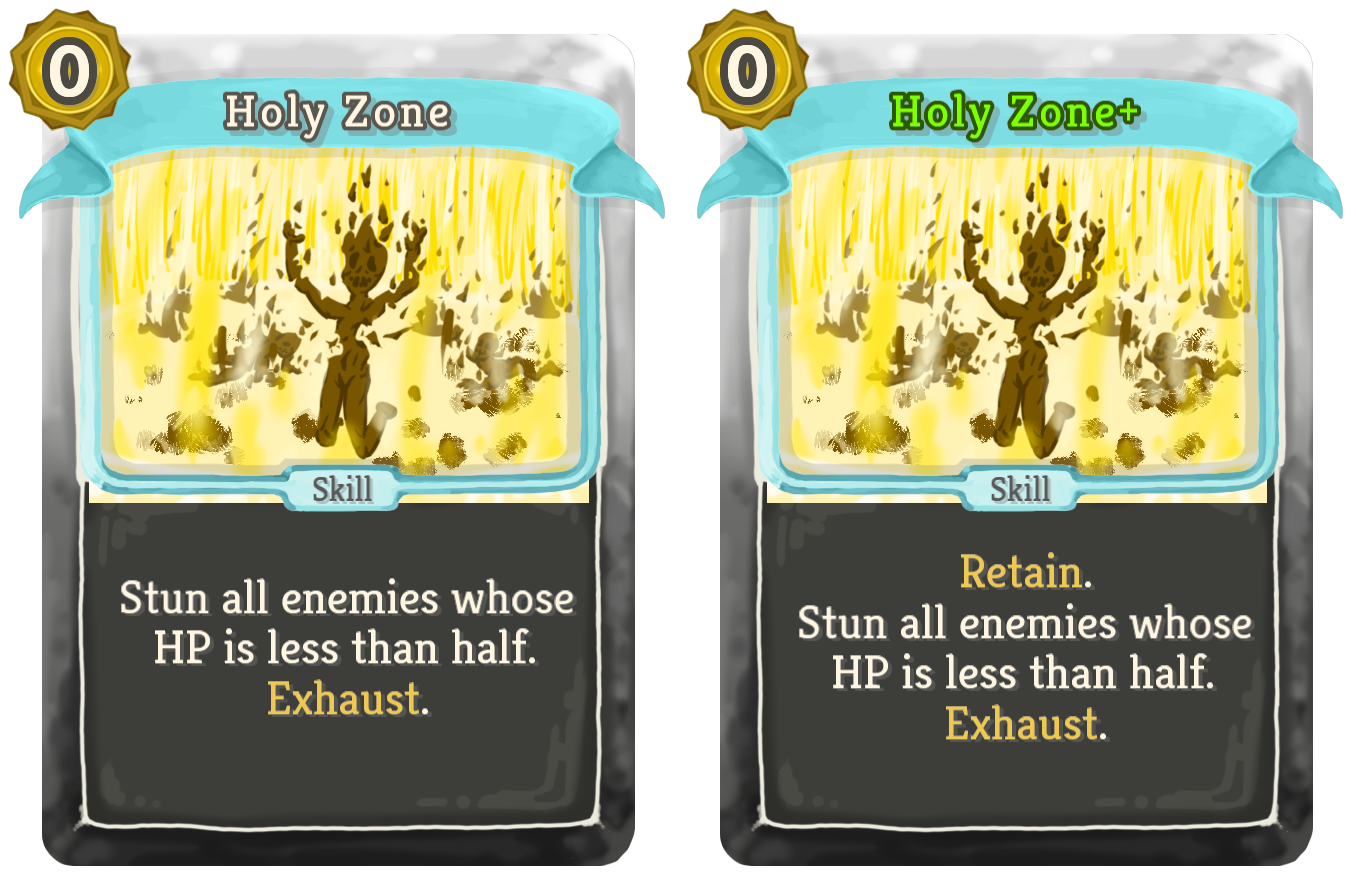 0
Holy Zone
Skill
Stun all enemies whose
HP is less than half.
Exhaust.
0
Holy Zone+
Skill
Retain.
Stun all enemies whose
HP is less than half.
Exhaust.